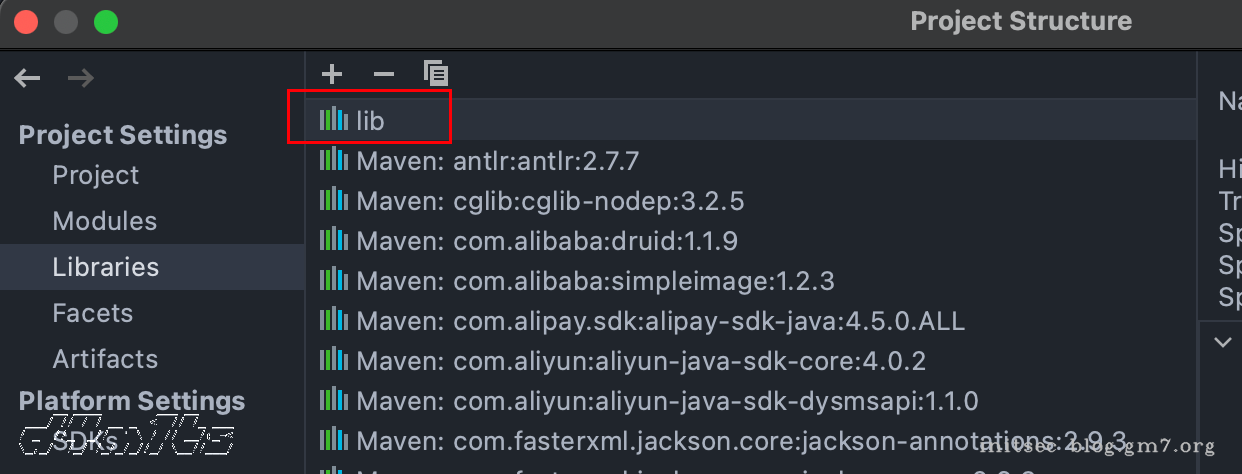 Project Structure
Project Settings
Project
Modules
Libraries
Facets
Artifacts
Platform Settings
SDKs
lib
Maven: antlr:antlr:2.7.7
Maven: cglib:cglib-nodep:3.2.5
Maven: com.alibaba:druid:1.1.9
Maven: com.alibaba:simpleimage:1.2.3
Maven: com.alipay.sdk:alipay-sdk-java:4.5.0.ALL
Maven: com.aliyun:aliyun-java-sdk-core:4.0.2
Maven: com.aliyun:aliyun-java-sdk-dysmsapi:1.1.0
Maven: com.fasterxml.jackson.core:jackson-annotations:2.9.3
Na
Hi
Tr
Sp
Sp
Sp
blog.gm7.org